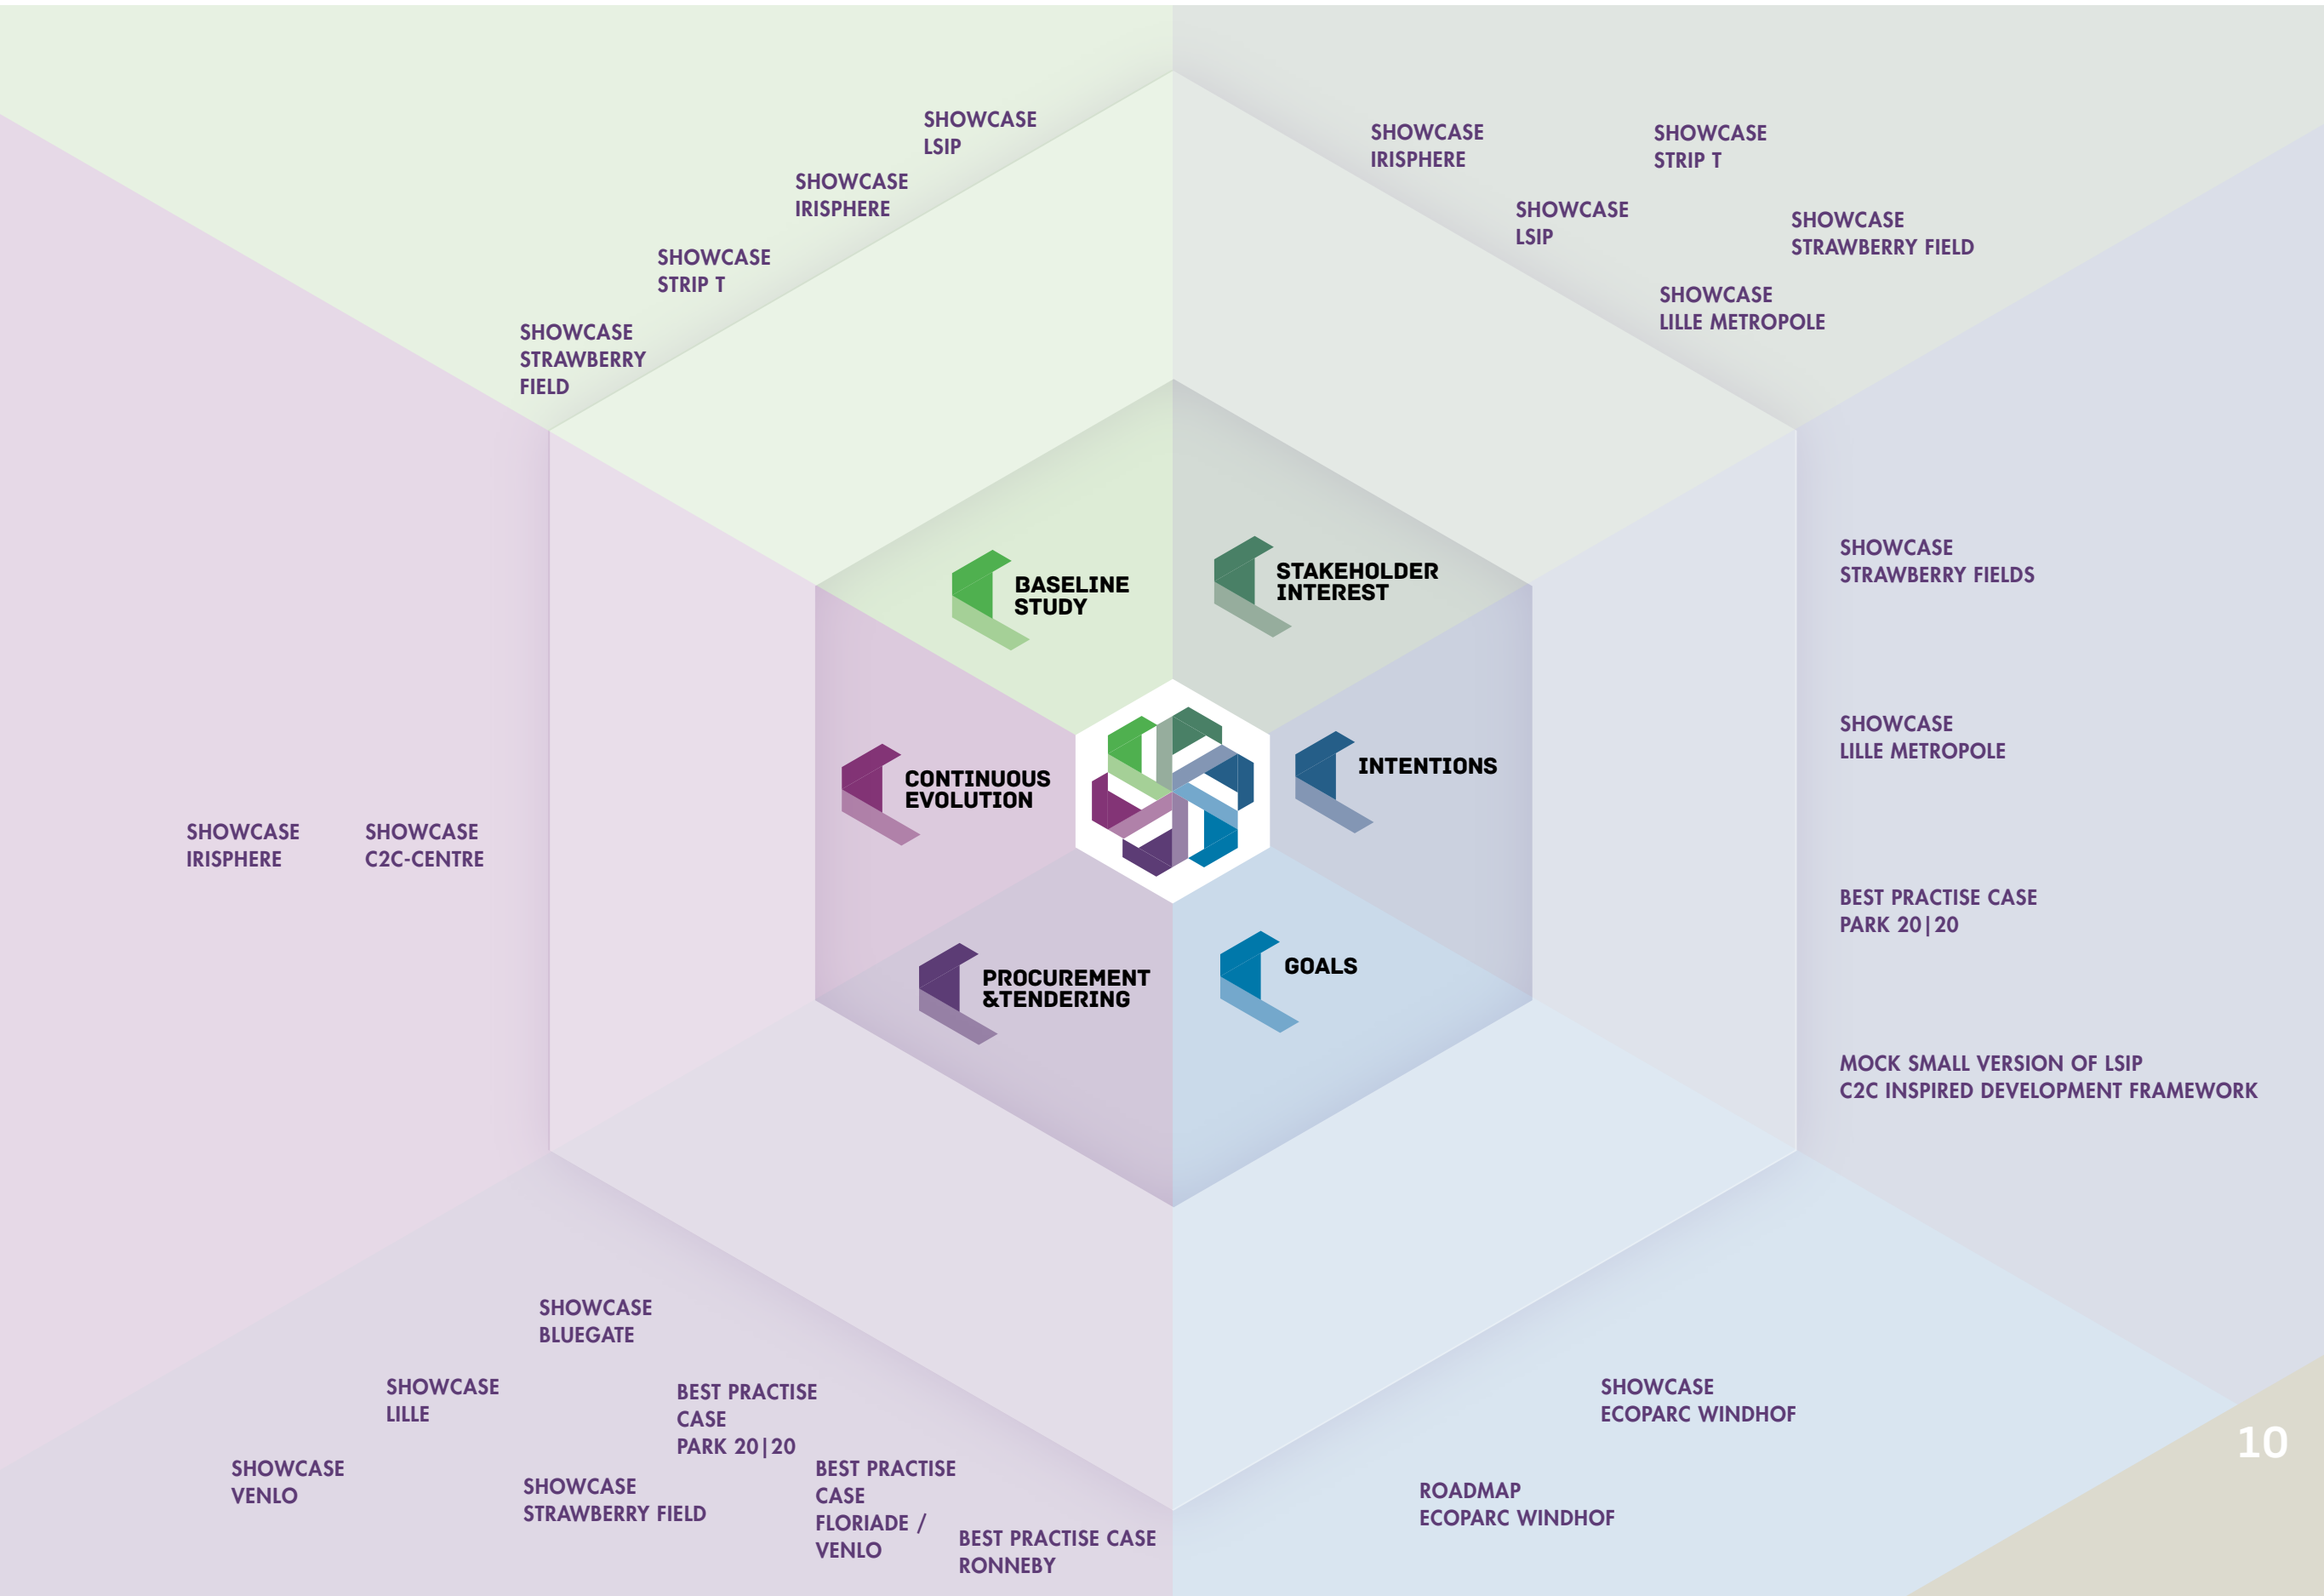 SHOWCASE
LSIP
SHOWCASE
IRISPHERE
SHOWCASE
STRIP T
SHOWCASE
STRAWBERRY
FIELD
SHOWCASE
IRISPHERE
SHOWCASE
STRIP T
SHOWCASE
LSIP
SHOWCASE
STRAWBERRY FIELD
SHOWCASE
LILLE METROPOLE
BASELINE
STUDY
STAKEHOLDER
INTEREST
CONTINUOUS
EVOLUTION
INTENTIONS
PROCUREMENT
&TENDERING
GOALS
SHOWCASE
STRAWBERRY FIELDS
SHOWCASE
LILLE METROPOLE
BEST PRACTISE CASE
PARK 20|20
MOCK SMALL VERSION OF LSIP
C2C INSPIRED DEVELOPMENT FRAMEWORK
SHOWCASE
IRISPHERE
SHOWCASE
C2C-CENTRE
SHOWCASE
BLUEGATE
SHOWCASE
LILLE
BEST PRACTISE
CASE
PARK 20|20
SHOWCASE
VENLO
SHOWCASE
STRAWBERRY FIELD
BEST PRACTISE
CASE
FLORIADE /
VENLO
BEST PRACTISE CASE
RONNEBY
SHOWCASE
ECOPARC WINDHOF
ROADMAP
ECOPARC WINDHOF
10